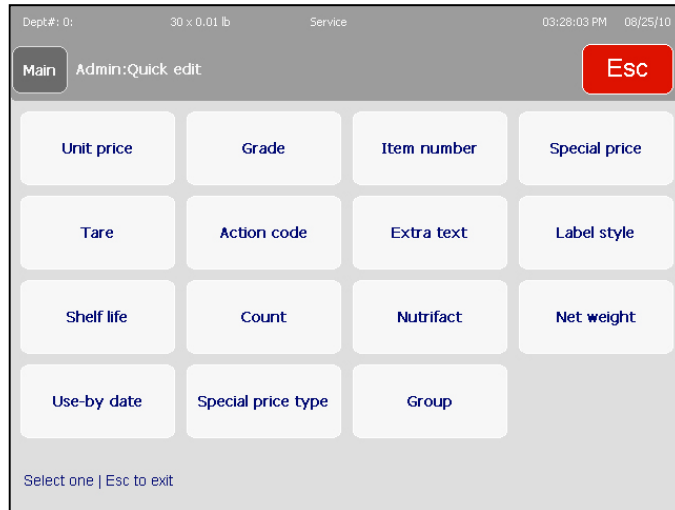 Dept#: 0: 30 x 0.01 lb Service 03:28:03 PM 08/25/10
Main Admin:Quick edit Esc
Unit price Grade Item number Special price
Tare Action code Extra text Label style
Shelf life Count Nutrifact Net weight
Use-by date Special price type Group
Select one | Esc to exit